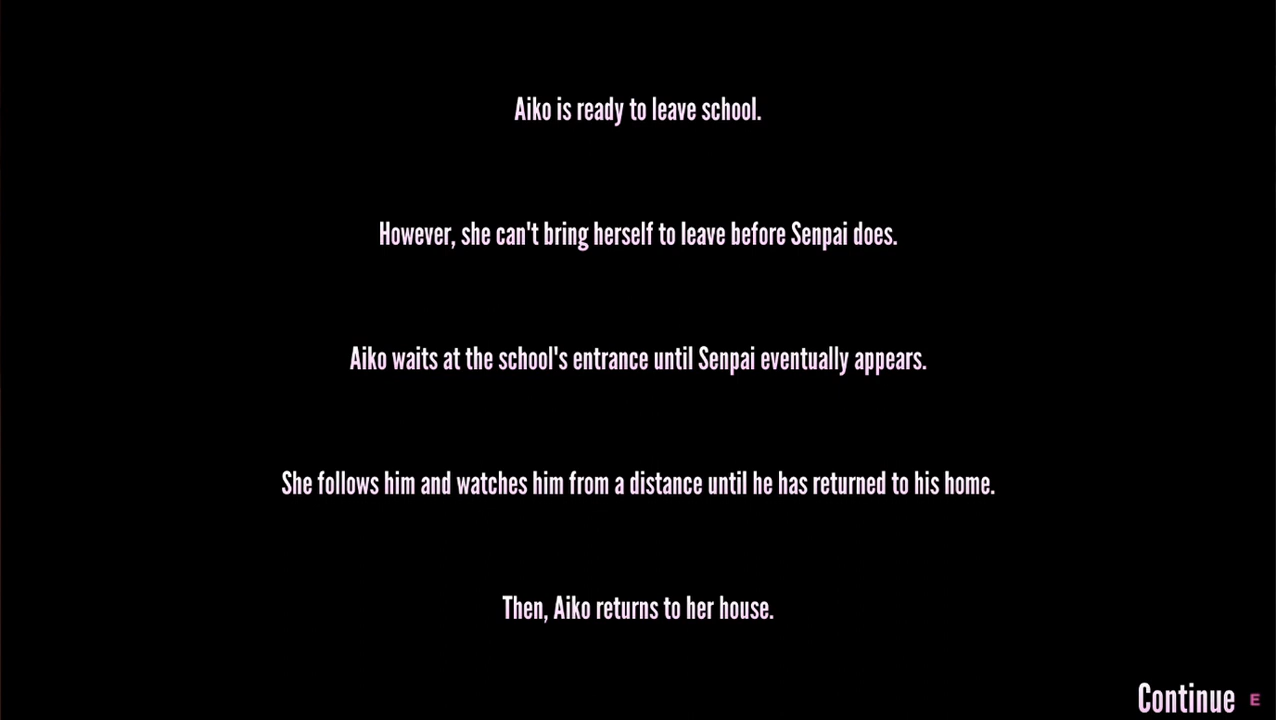 Aiko is ready to leave school.
However, she can't bring herself to leave before Senpai does.
Aiko waits at the school's entrance until Senpai eventually appears.
She follows him and watches him from a distance until he has returned to his home.
Then, Aiko returns to her house.
Continue E